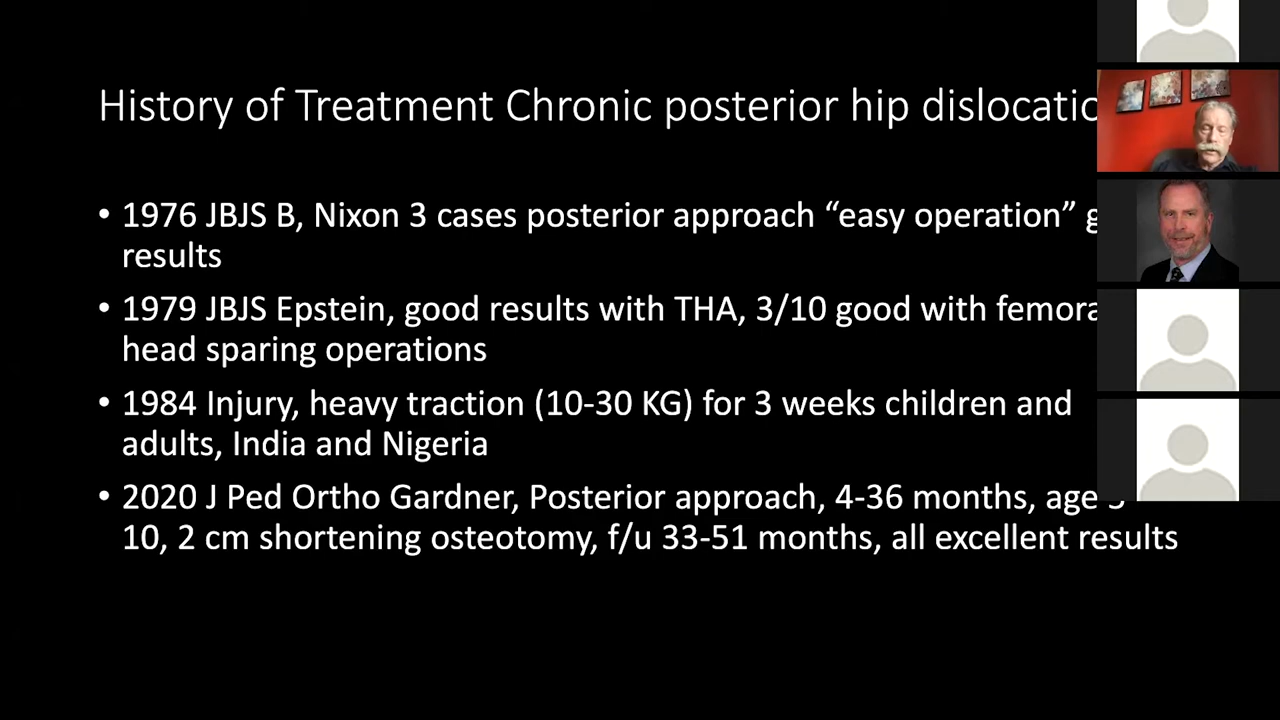 History of Treatment Chronic posterior hip dislocatio
• 1976 JBJS B, Nixon 3 cases posterior approach “easy operation”
results
• 1979 JBJS Epstein, good results with THA, 3/10 good with femora
head sparing operations
• 1984 Injury, heavy traction (10-30 KG) for 3 weeks children and
adults, India and Nigeria
• 2020 J Ped Ortho Gardner, Posterior approach, 4-36 months, age
10, 2 cm shortening osteotomy, f/u 33-51 months, all excellent results